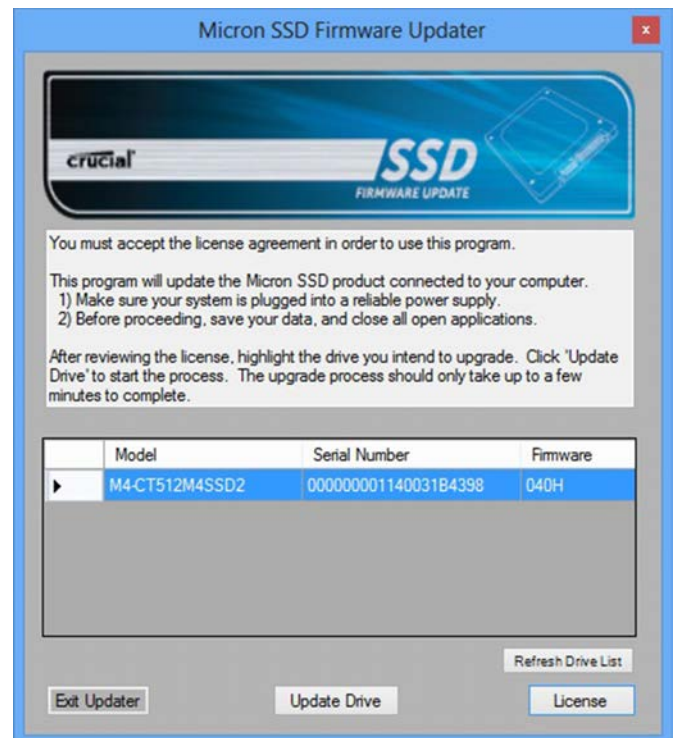 Micron SSD Firmware Updater
x
crucial
SSD
FIRMWARE UPDATE
You must accept the license agreement in order to use this program.
This program will update the Micron SSD product connected to your computer.
1) Make sure your system is plugged into a reliable power supply.
2) Before proceeding, save your data, and close all open applications.
After reviewing the license, highlight the drive you intend to upgrade. Click 'Update
Drive' to start the process. The upgrade process should only take up to a few
minutes to complete.
Model Serial Number Firmware
M4-CT512M4SSD2 000000001140031B4398 040H
Refresh Drive List
Exit Updater Update Drive License